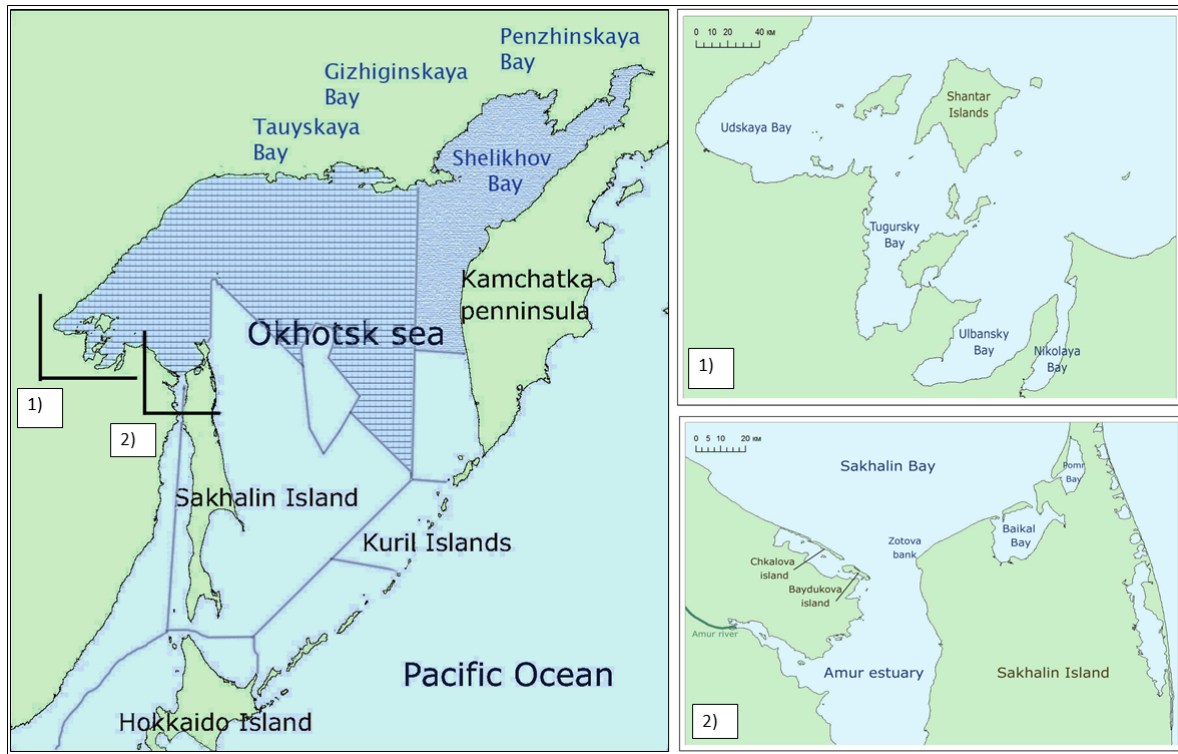 Penzhinskaya
Bay
Gizhiginskaya
Bay
Tauyskaya
Bay
Shelikhov
Bay
Kamchatka
penninsula
Okhotsk sea
1)
2)
Sakhalin Island
Kuril Islands
Pacific Ocean
Hokkaido Island
0 10 20 40 км
Shantar
Islands
Udskaya Bay
Tugursky
Bay
Ulbansky
Bay
Nikolaya
Bay
1)
0 5 10 20 км
Sakhalin Bay
Pomr
Bay
Baikal
Bay
Zotova
bank
Chkalova
island
Baydukova
island
Amur river
Amur estuary
Sakhalin Island
2)